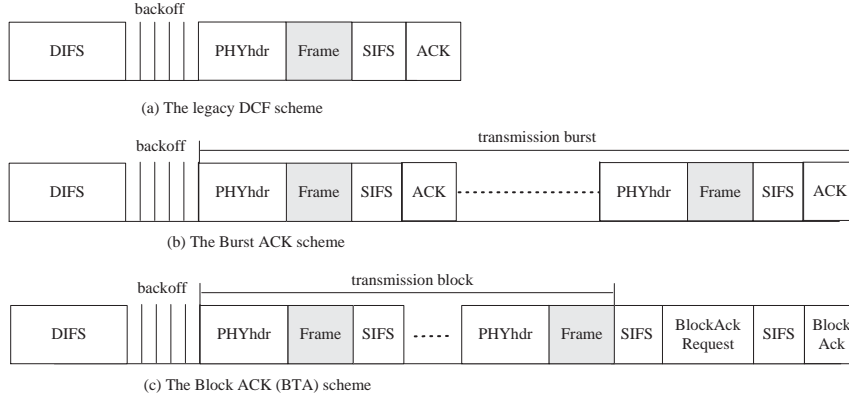 backoff
DIFS PHYhdr Frame SIFS ACK
(a) The legacy DCF scheme
transmission burst
backoff
DIFS PHYhdr Frame SIFS ACK PHYhdr Frame SIFS ACK
(b) The Burst ACK scheme
transmission block
backoff
DIFS PHYhdr Frame SIFS PHYhdr Frame SIFS BlockAck Request SIFS Block Ack
(c) The Block ACK (BTA) scheme